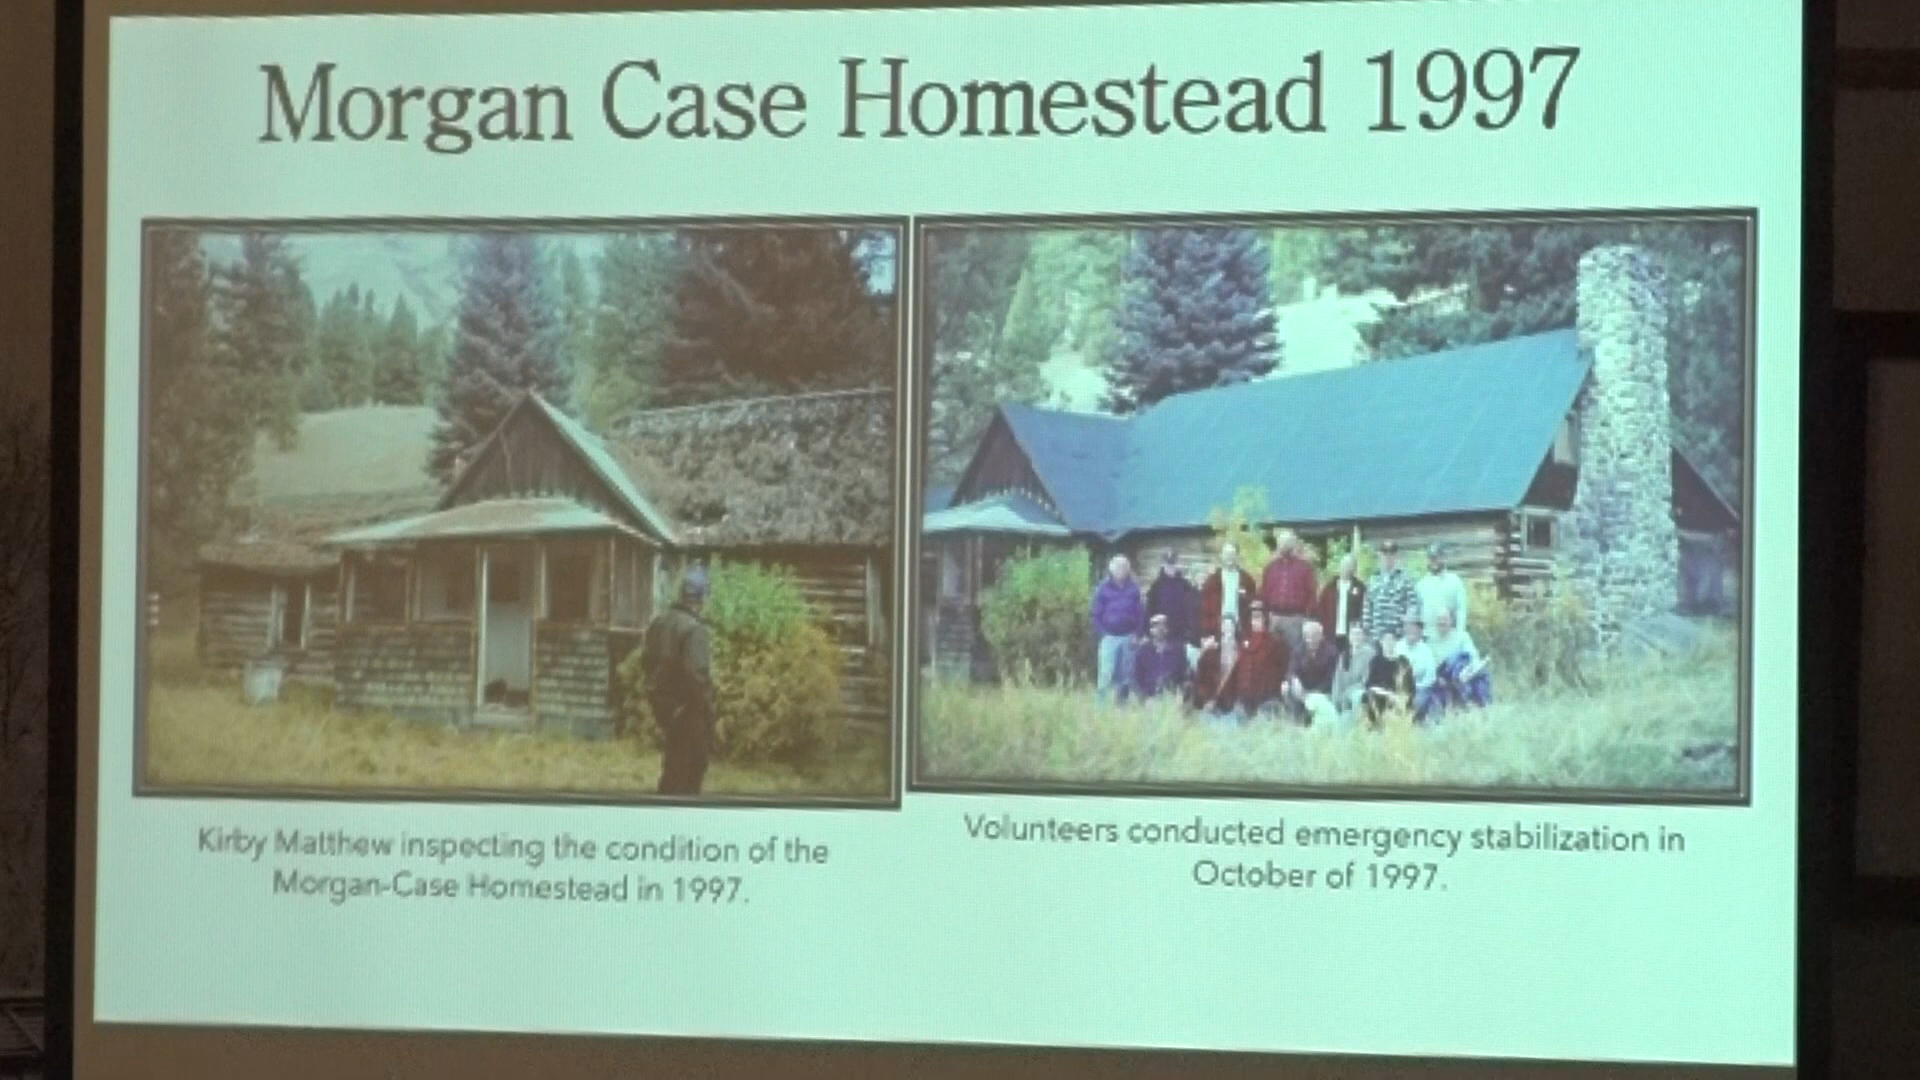 Morgan Case Homestead 1997
Kirby Matthew inspecting the condition of the
Morgan-Case Homestead in 1997.
Volunteers conducted emergency stabilization in
October of 1997.